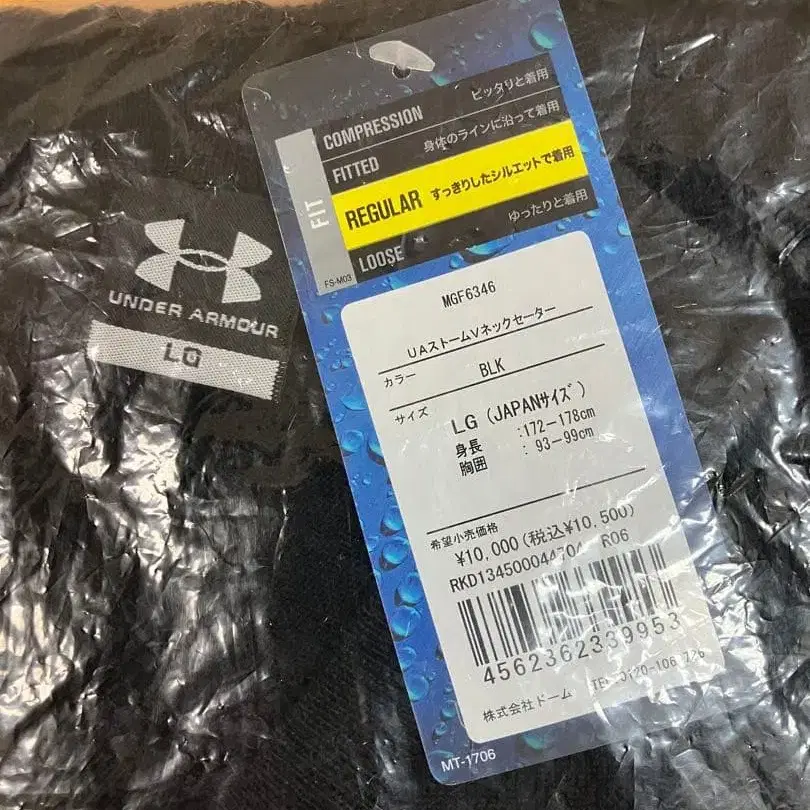 UNDER ARMOUR
LG
FIT
COMPRESSION ピッタリと着用
FITTED 身体のラインに沿って着用
REGULAR すっきりしたシルエットで着用
LOOSE ゆったりと着用
FS-M03
MGF6346
UAストームVネックセーター
カラー BLK
サイズ LG (JAPANサイズ)
身長 :172-178cm
胸囲 : 93-99cm
希望小売価格
¥10,000(税込¥10,500)
R06
4562362339953
株式会社ドーム
MT-1706